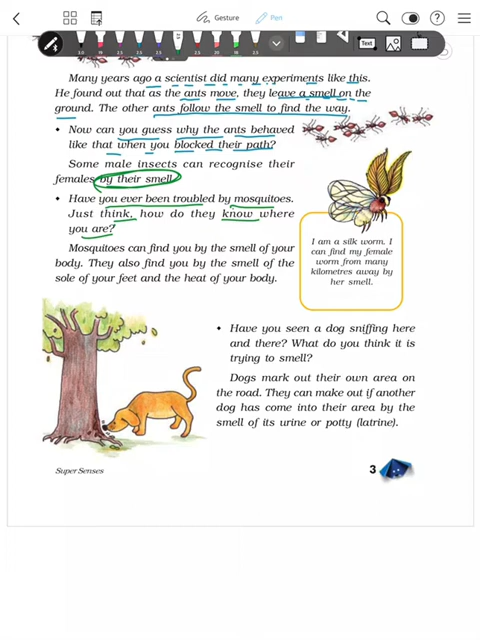 Gesture
Pen
Text
Many years ago a scientist did many experiments like this.
He found out that as the ants move, they leave a smell on the
ground. The other ants follow the smell to find the way.
• Now can you guess why the ants behaved
like that when you blocked their path?
Some male insects can recognise their
females by their smell.
• Have you ever been troubled by mosquitoes.
Just think, how do they know where
you are?
Mosquitoes can find you by the smell of your
body. They also find you by the smell of the
sole of your feet and the heat of your body.
I am a silk worm. I
can find my female
worm from many
kilometres away by
her smell.
• Have you seen a dog sniffing here
and there? What do you think it is
trying to smell?
Dogs mark out their own area on
the road. They can make out if another
dog has come into their area by the
smell of its urine or potty (latrine).
Super Senses
3